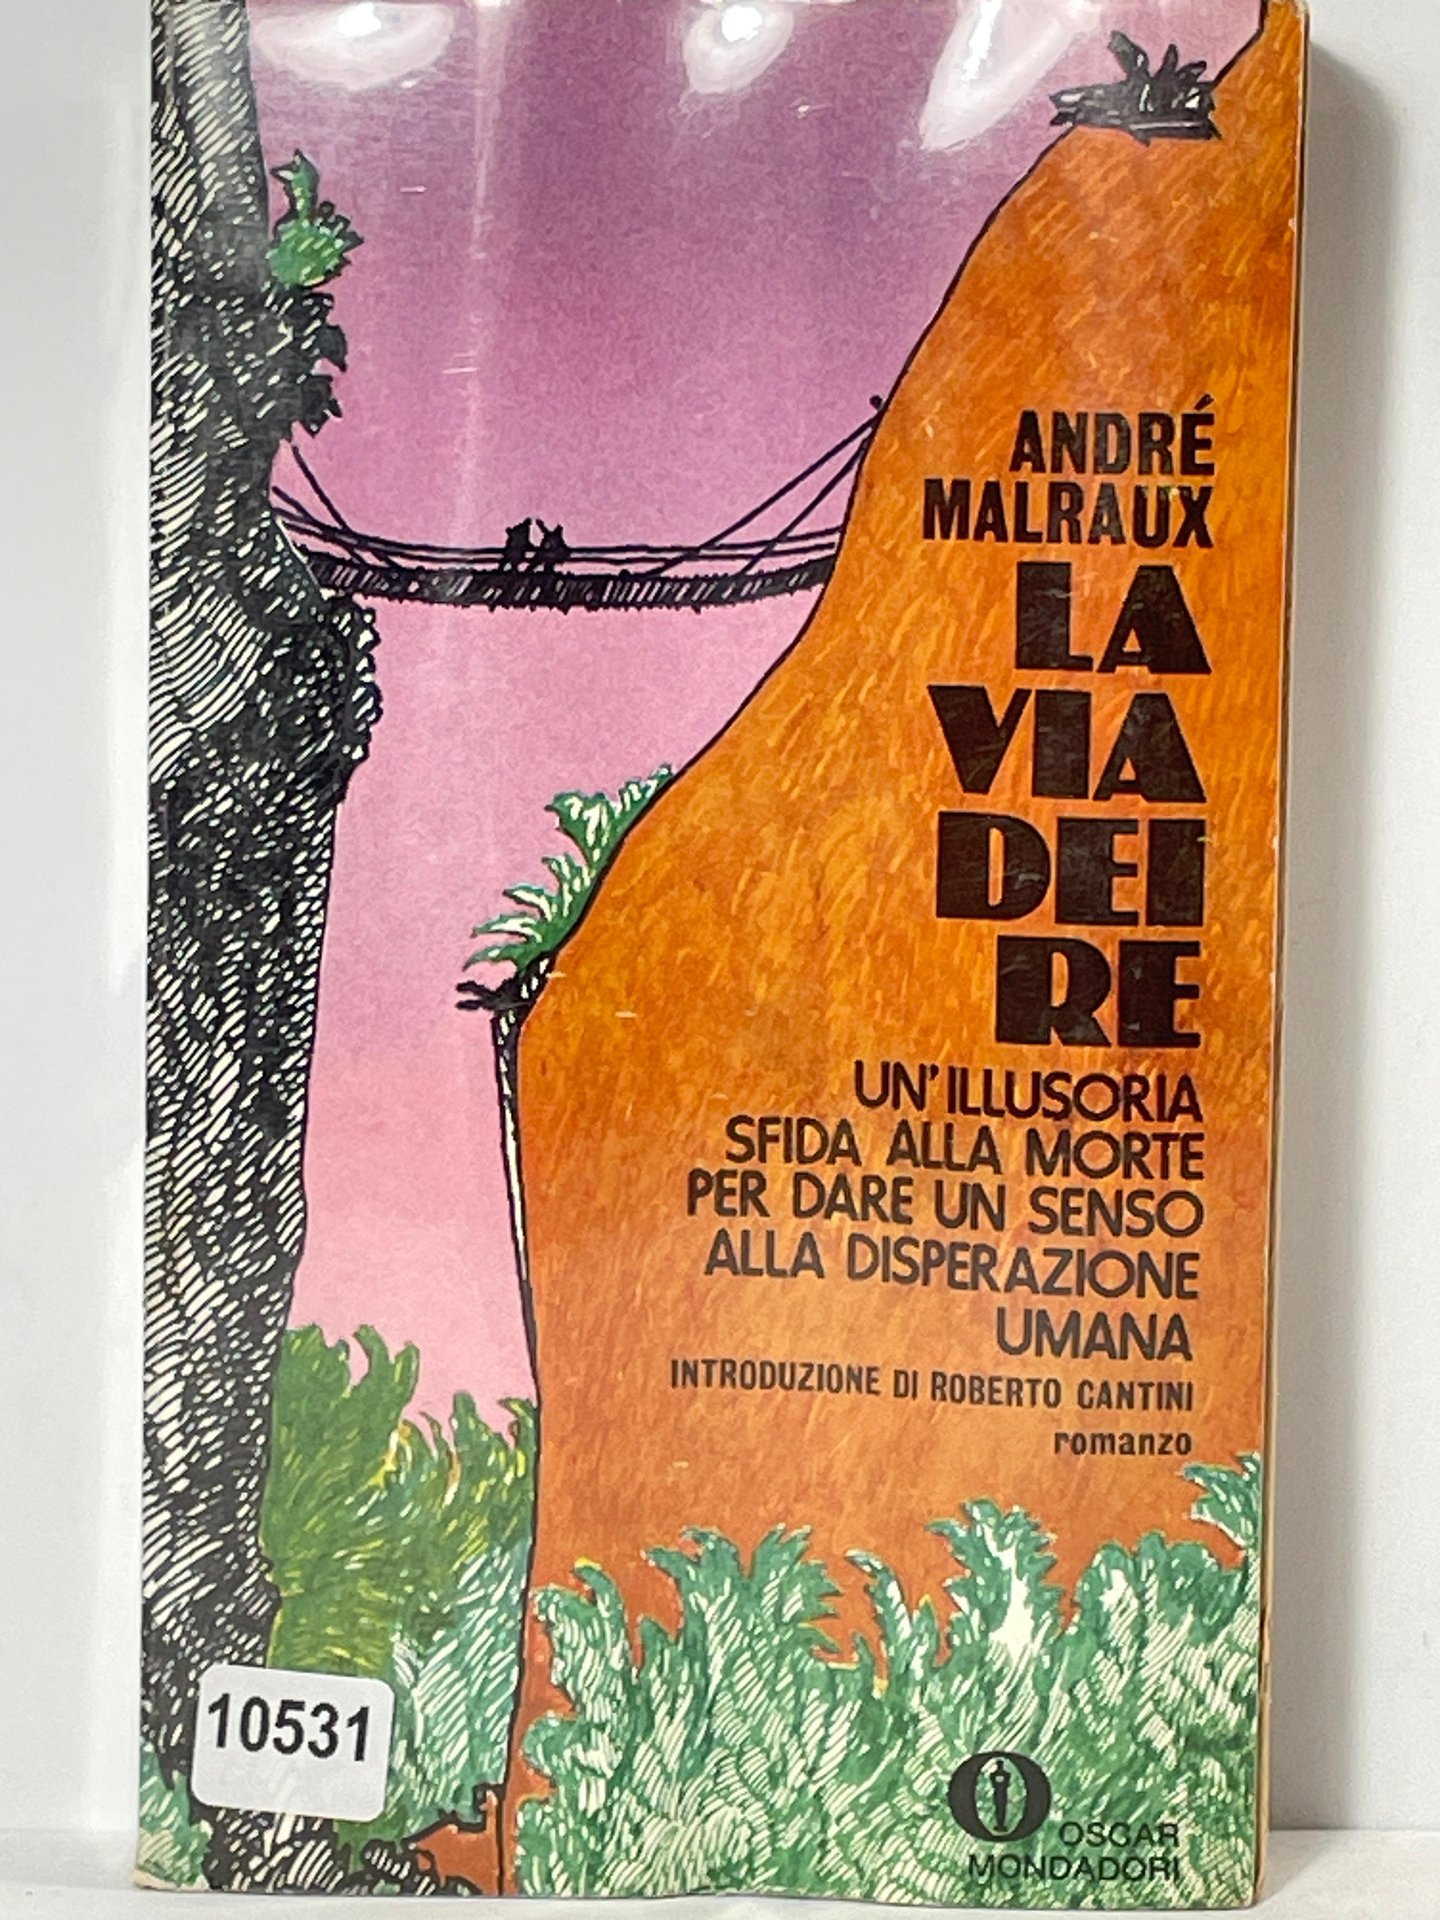 ANDRÉ
MALRAUX
LA
VIA
DEI
RE
UN'ILLUSORIA
SFIDA ALLA MORTE
PER DARE UN SENSO
ALLA DISPERAZIONE
UMANA
INTRODUZIONE DI ROBERTO CANTINI
romanzo
10531
OSCAR
MONDADORI